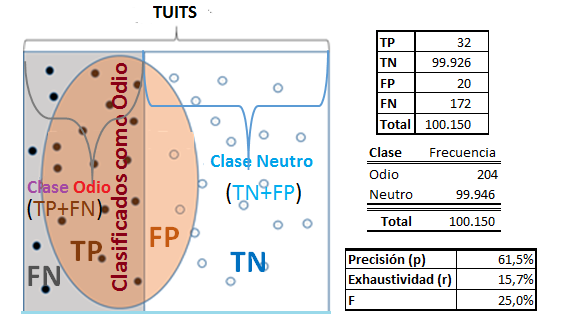 TUITS
Clasificados como Odio
Clase Odio
(TP+FN)
Clase Neutro
(TN+FP)
FN
TP
FP
TN
TP 32
TN 99.926
FP 20
FN 172
Total 100.150
Clase Frecuencia
Odio 204
Neutro 99.946
Total 100.150
Precisión (p) 61,5%
Exhaustividad (r) 15,7%
F 25,0%